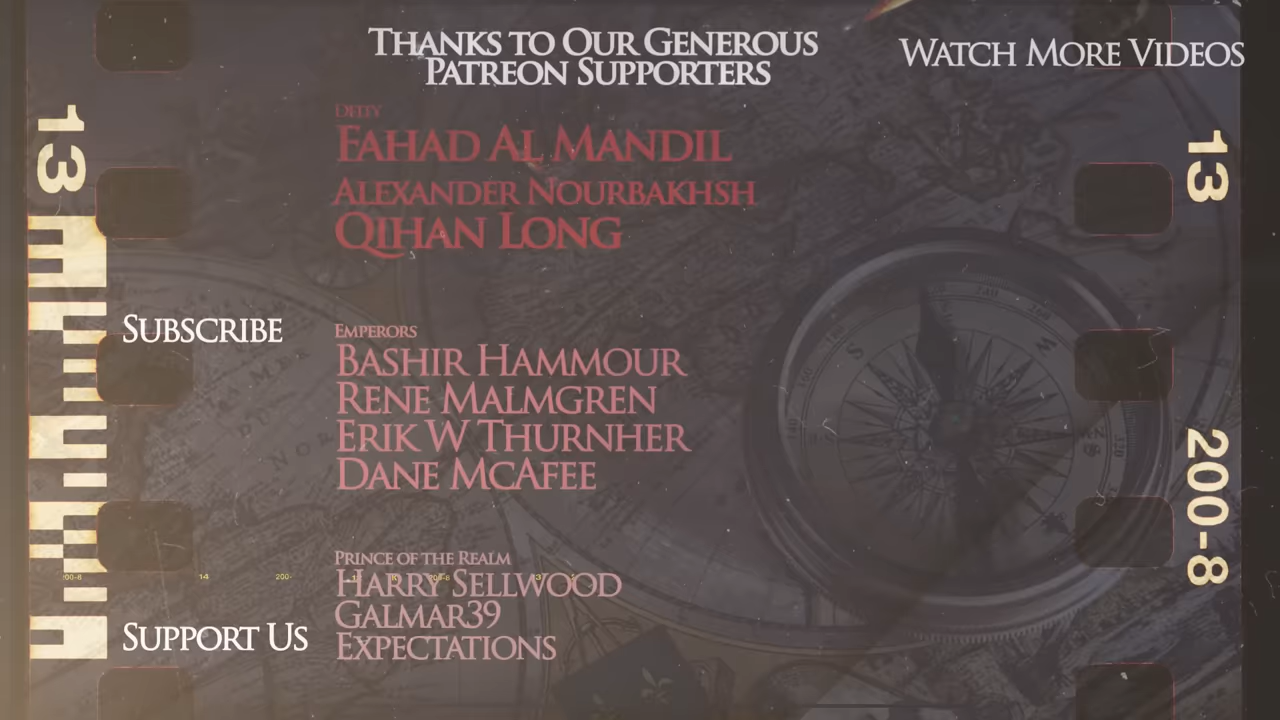 Thanks to Our Generous
Patreon Supporters
Watch More Videos
Deity
Fahad Al Mandil
Alexander Nourbakhsh
Qihan Long
Subscribe
Emperors
Bashir Hammour
Rene Malmgren
Erik W Thurnher
Dane McAfee
Prince of the Realm
Harry Sellwood
Galmar39
Expectations
Support Us
13
13
200-8
14
200-